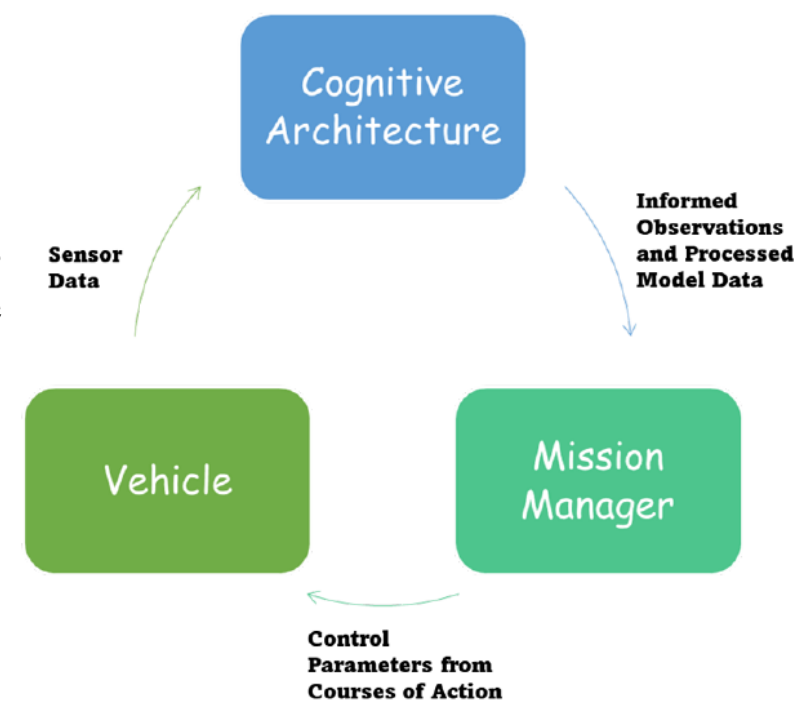 Cognitive
Architecture
Informed
Observations
and Processed
Model Data
Sensor
Data
Vehicle
Mission
Manager
Control
Parameters from
Courses of Action